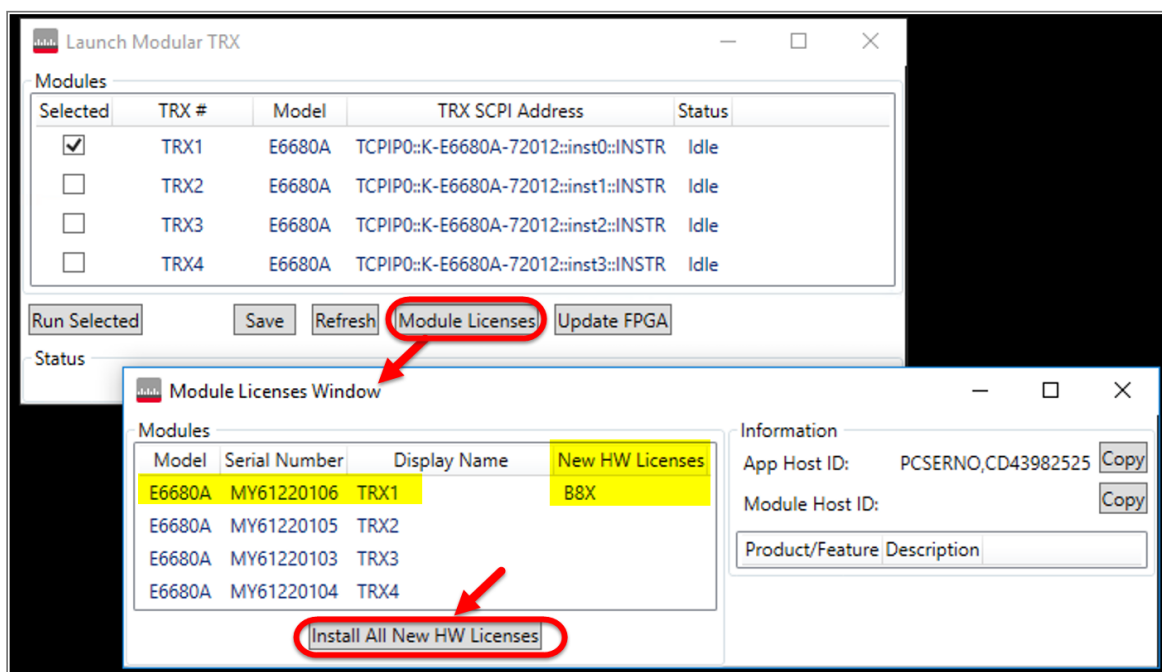 Launch Modular TRX
Modules
Selected TRX # Model TRX SCPI Address Status
TRX1 E6680A TCPIP0::K-E6680A-72012::inst0::INSTR Idle
TRX2 E6680A TCPIP0::K-E6680A-72012::inst1::INSTR Idle
TRX3 E6680A TCPIP0::K-E6680A-72012::inst2::INSTR Idle
TRX4 E6680A TCPIP0::K-E6680A-72012::inst3::INSTR Idle
Run Selected Save Refresh Module Licenses Update FPGA
Status
Module Licenses Window
Modules
Model Serial Number Display Name New HW Licenses
E6680A MY61220106 TRX1 B8X
E6680A MY61220105 TRX2
E6680A MY61220103 TRX3
E6680A MY61220104 TRX4
Install All New HW Licenses
Information
App Host ID: PCSERNO,CD43982525 Copy
Module Host ID: Copy
Product/Feature Description